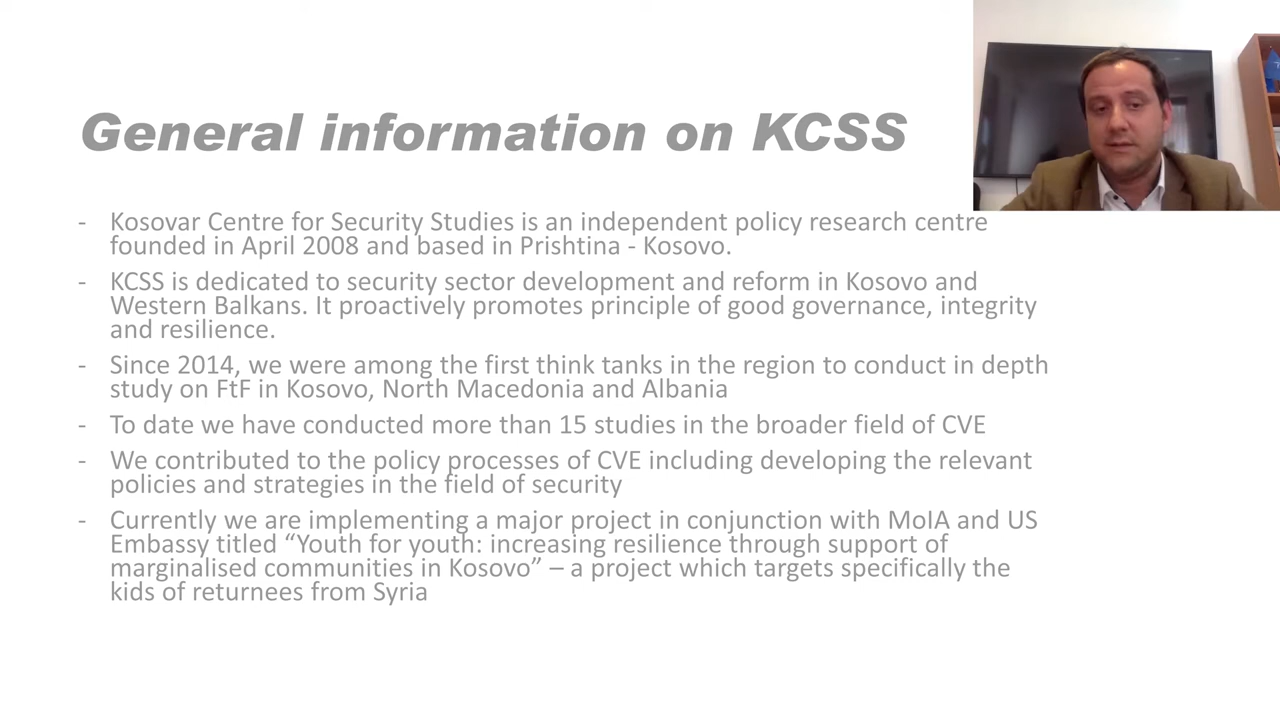 General information on KCSS
- Kosovar Centre for Security Studies is an independent policy research centre
founded in April 2008 and based in Prishtina - Kosovo.
- KCSS is dedicated to security sector development and reform in Kosovo and
Western Balkans. It proactively promotes principle of good governance, integrity
and resilience.
- Since 2014, we were among the first think tanks in the region to conduct in depth
study on FtF in Kosovo, North Macedonia and Albania
- To date we have conducted more than 15 studies in the broader field of CVE
- We contributed to the policy processes of CVE including developing the relevant
policies and strategies in the field of security
- Currently we are implementing a major project in conjunction with MoIA and US
Embassy titled “Youth for youth: increasing resilience through support of
marginalised communities in Kosovo” – a project which targets specifically the
kids of returnees from Syria